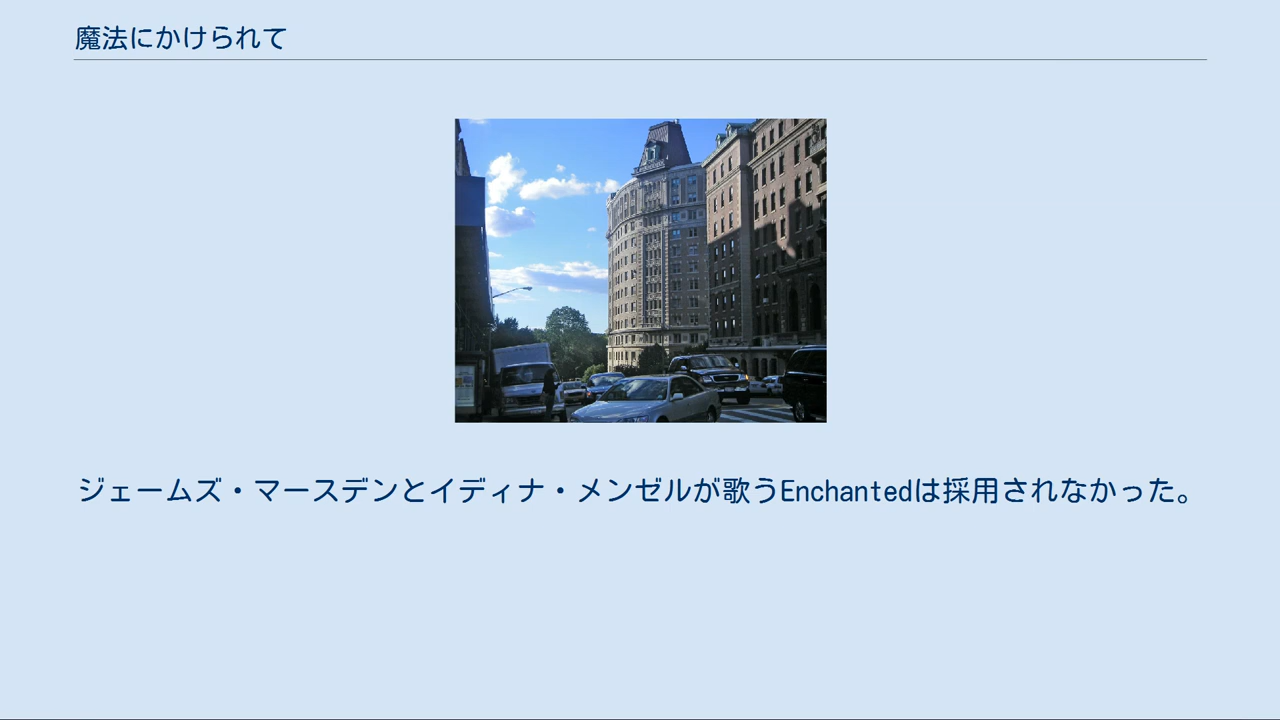 魔法にかけられて
ジェームズ・マースデンとイディナ・メンゼルが歌うEnchantedは採用されなかった。